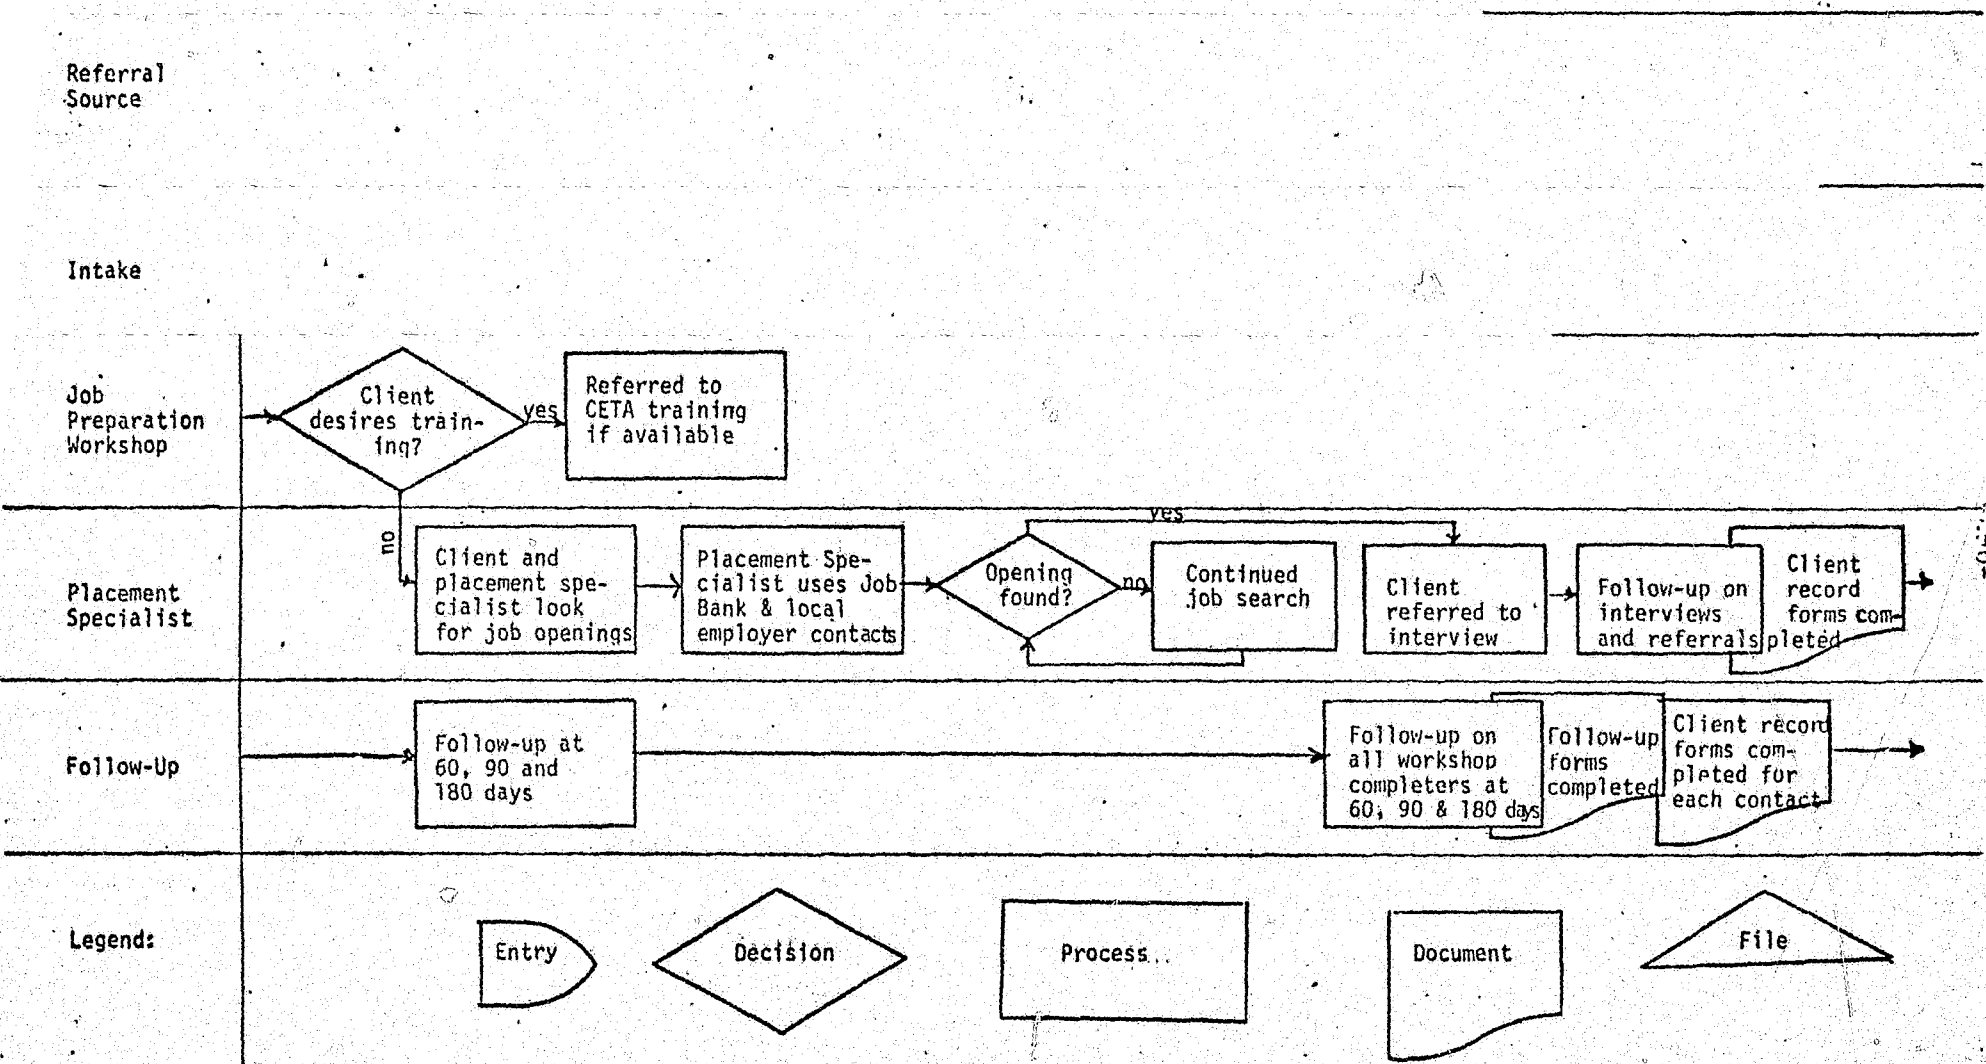 Referral
Source
Intake
Job
Preparation
Workshop
Client
desires train-
ing?
yes
Referred to
CETA training
if available
no
Placement
Specialist
Client and
placement spe-
cialist look
for job openings
Placement Spe-
cialist uses Job
Bank & local
employer contacts
Opening
found?
yes
no
Continued
job search
Client
referred to
interview
Follow-up on
interviews
and referrals
Client
record
forms com-
pleted
Follow-Up
Follow-up at
60, 90 and
180 days
Follow-up on
all workshop
completers at
60, 90 & 180 days
Follow-up
forms
completed
Client record
forms com-
pleted for
each contact
Legend:
Entry
Decision
Process
Document
File